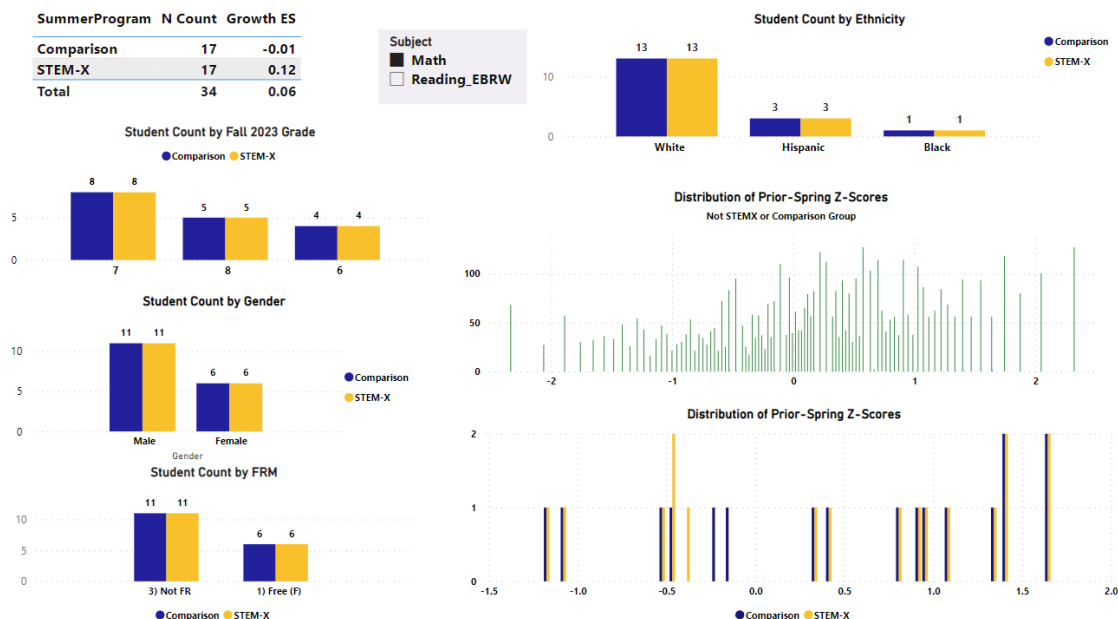 SummerProgram N Count Growth ES
Comparison 17 -0.01
STEM-X 17 0.12
Total 34 0.06
Subject
Math
Reading_EBRW
Student Count by Ethnicity
13 13
3 3
1 1
10
0
White Hispanic Black
Comparison
STEM-X
Student Count by Fall 2023 Grade
Comparison STEM-X
8 8
5 5
4 4
5
0
7 8 6
Student Count by Gender
11 11
6 6
10
5
0
Male Female
Gender
Comparison
STEM-X
Student Count by FRM
11 11
6 6
10
5
0
3) Not FR 1) Free (F)
Comparison STEM-X
Distribution of Prior-Spring Z-Scores
Not STEMX or Comparison Group
100
50
0
-2 -1 0 1 2
Distribution of Prior-Spring Z-Scores
2
1
0
-1.5 -1.0 -0.5 0.0 0.5 1.0 1.5 2.0
Comparison STEM-X